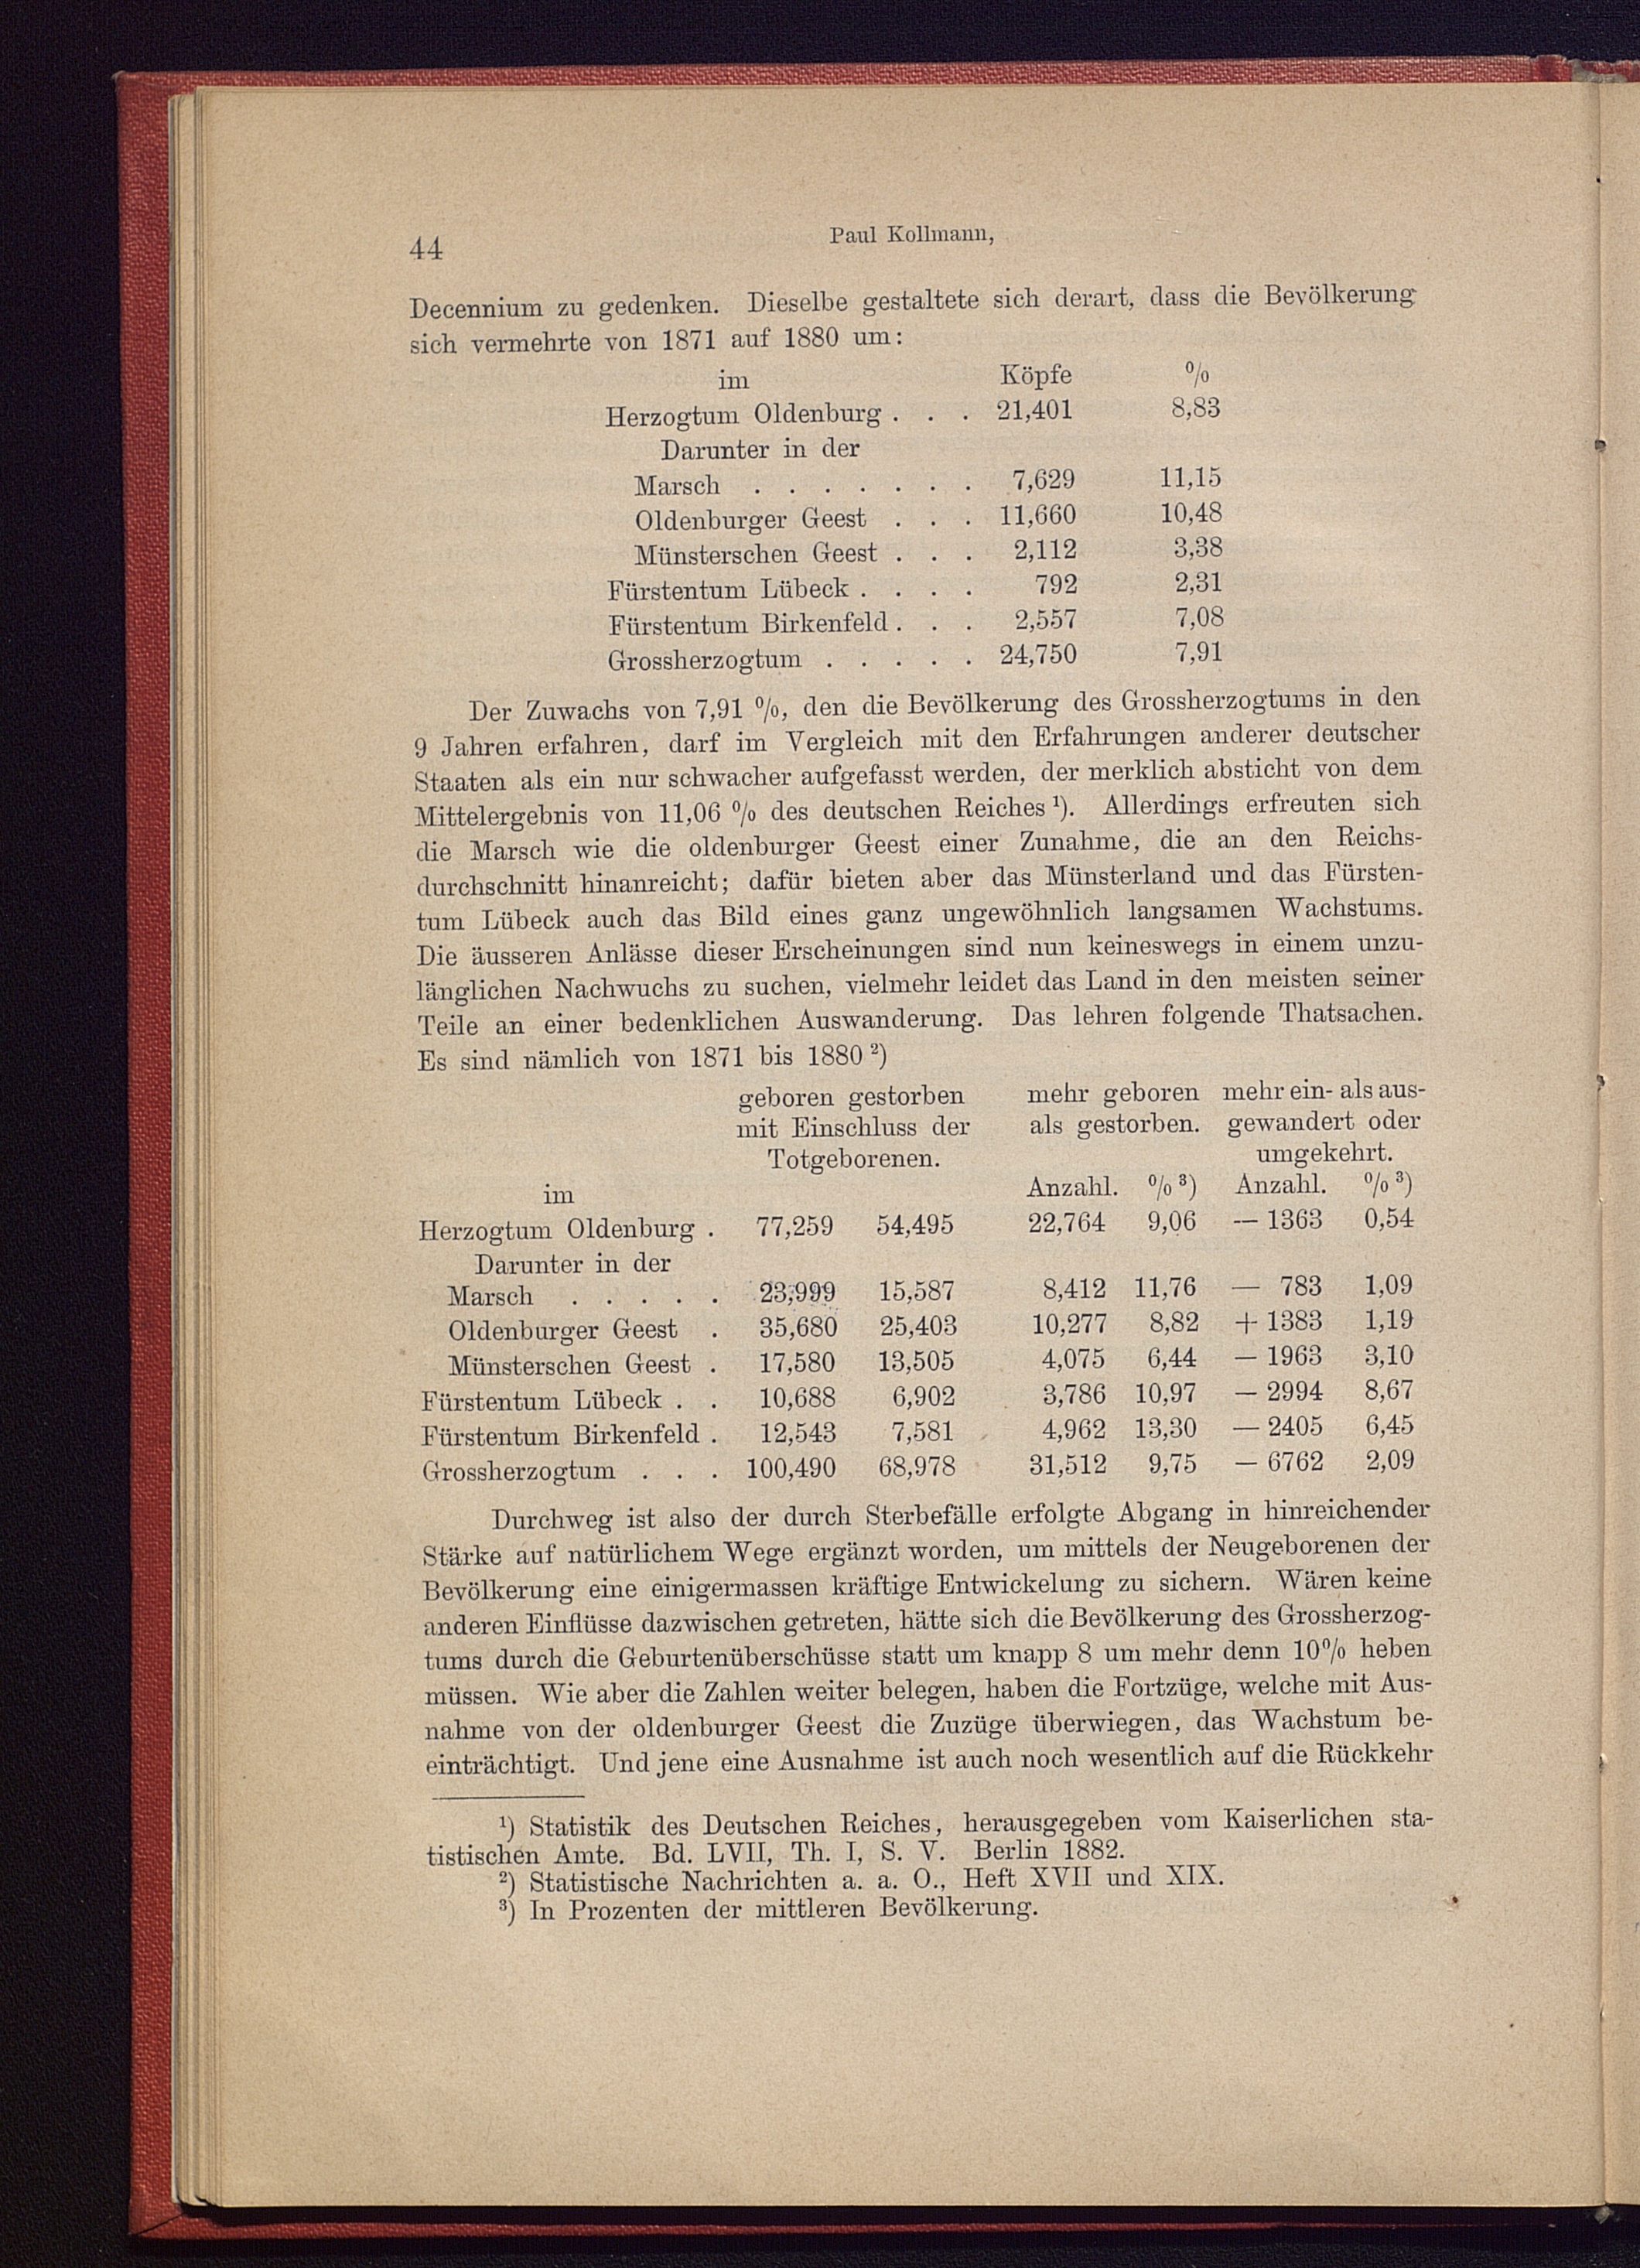 44
Paul Kollmann,
Decennium zu gedenken. Dieselbe gestaltete sich derart, dass die Bevölkerung
sich vermehrte von 1871 auf 1880 um:
im Köpfe %
Herzogtum Oldenburg . . . 21,401 8,83
Darunter in der
Marsch . . . . . . . 7,629 11,15
Oldenburger Geest . . . 11,660 10,48
Münsterschen Geest . . . 2,112 3,38
Fürstentum Lübeck . . . . 792 2,31
Fürstentum Birkenfeld . . . 2,557 7,08
Grossherzogtum . . . . . 24,750 7,91
Der Zuwachs von 7,91 %, den die Bevölkerung des Grossherzogtums in den
9 Jahren erfahren, darf im Vergleich mit den Erfahrungen anderer deutscher
Staaten als ein nur schwacher aufgefasst werden, der merklich absticht von dem
Mittelergebnis von 11,06 % des deutschen Reiches ¹). Allerdings erfreuten sich
die Marsch wie die oldenburger Geest einer Zunahme, die an den Reichs-
durchschnitt hinanreicht; dafür bieten aber das Münsterland und das Fürsten-
tum Lübeck auch das Bild eines ganz ungewöhnlich langsamen Wachstums.
Die äusseren Anlässe dieser Erscheinungen sind nun keineswegs in einem unzu-
länglichen Nachwuchs zu suchen, vielmehr leidet das Land in den meisten seiner
Teile an einer bedenklichen Auswanderung. Das lehren folgende Thatsachen.
Es sind nämlich von 1871 bis 1880 ²)
geboren gestorben mehr geboren mehr ein- als aus-
mit Einschluss der als gestorben. gewandert oder
Totgeborenen. umgekehrt.
im Anzahl. % ³) Anzahl. % ³)
Herzogtum Oldenburg . 77,259 54,495 22,764 9,06 — 1363 0,54
Darunter in der
Marsch . . . . . 23,999 15,587 8,412 11,76 — 783 1,09
Oldenburger Geest . 35,680 25,403 10,277 8,82 + 1383 1,19
Münsterschen Geest . 17,580 13,505 4,075 6,44 — 1963 3,10
Fürstentum Lübeck . . 10,688 6,902 3,786 10,97 — 2994 8,67
Fürstentum Birkenfeld . 12,543 7,581 4,962 13,30 — 2405 6,45
Grossherzogtum . . . 100,490 68,978 31,512 9,75 — 6762 2,09
Durchweg ist also der durch Sterbefälle erfolgte Abgang in hinreichender
Stärke auf natürlichem Wege ergänzt worden, um mittels der Neugeborenen der
Bevölkerung eine einigermassen kräftige Entwickelung zu sichern. Wären keine
anderen Einflüsse dazwischen getreten, hätte sich die Bevölkerung des Grossherzog-
tums durch die Geburtenüberschüsse statt um knapp 8 um mehr denn 10% heben
müssen. Wie aber die Zahlen weiter belegen, haben die Fortzüge, welche mit Aus-
nahme von der oldenburger Geest die Zuzüge überwiegen, das Wachstum be-
einträchtigt. Und jene eine Ausnahme ist auch noch wesentlich auf die Rückkehr
¹) Statistik des Deutschen Reiches, herausgegeben vom Kaiserlichen sta-
tistischen Amte. Bd. LVII, Th. I, S. V. Berlin 1882.
²) Statistische Nachrichten a. a. O., Heft XVII und XIX.
³) In Prozenten der mittleren Bevölkerung.